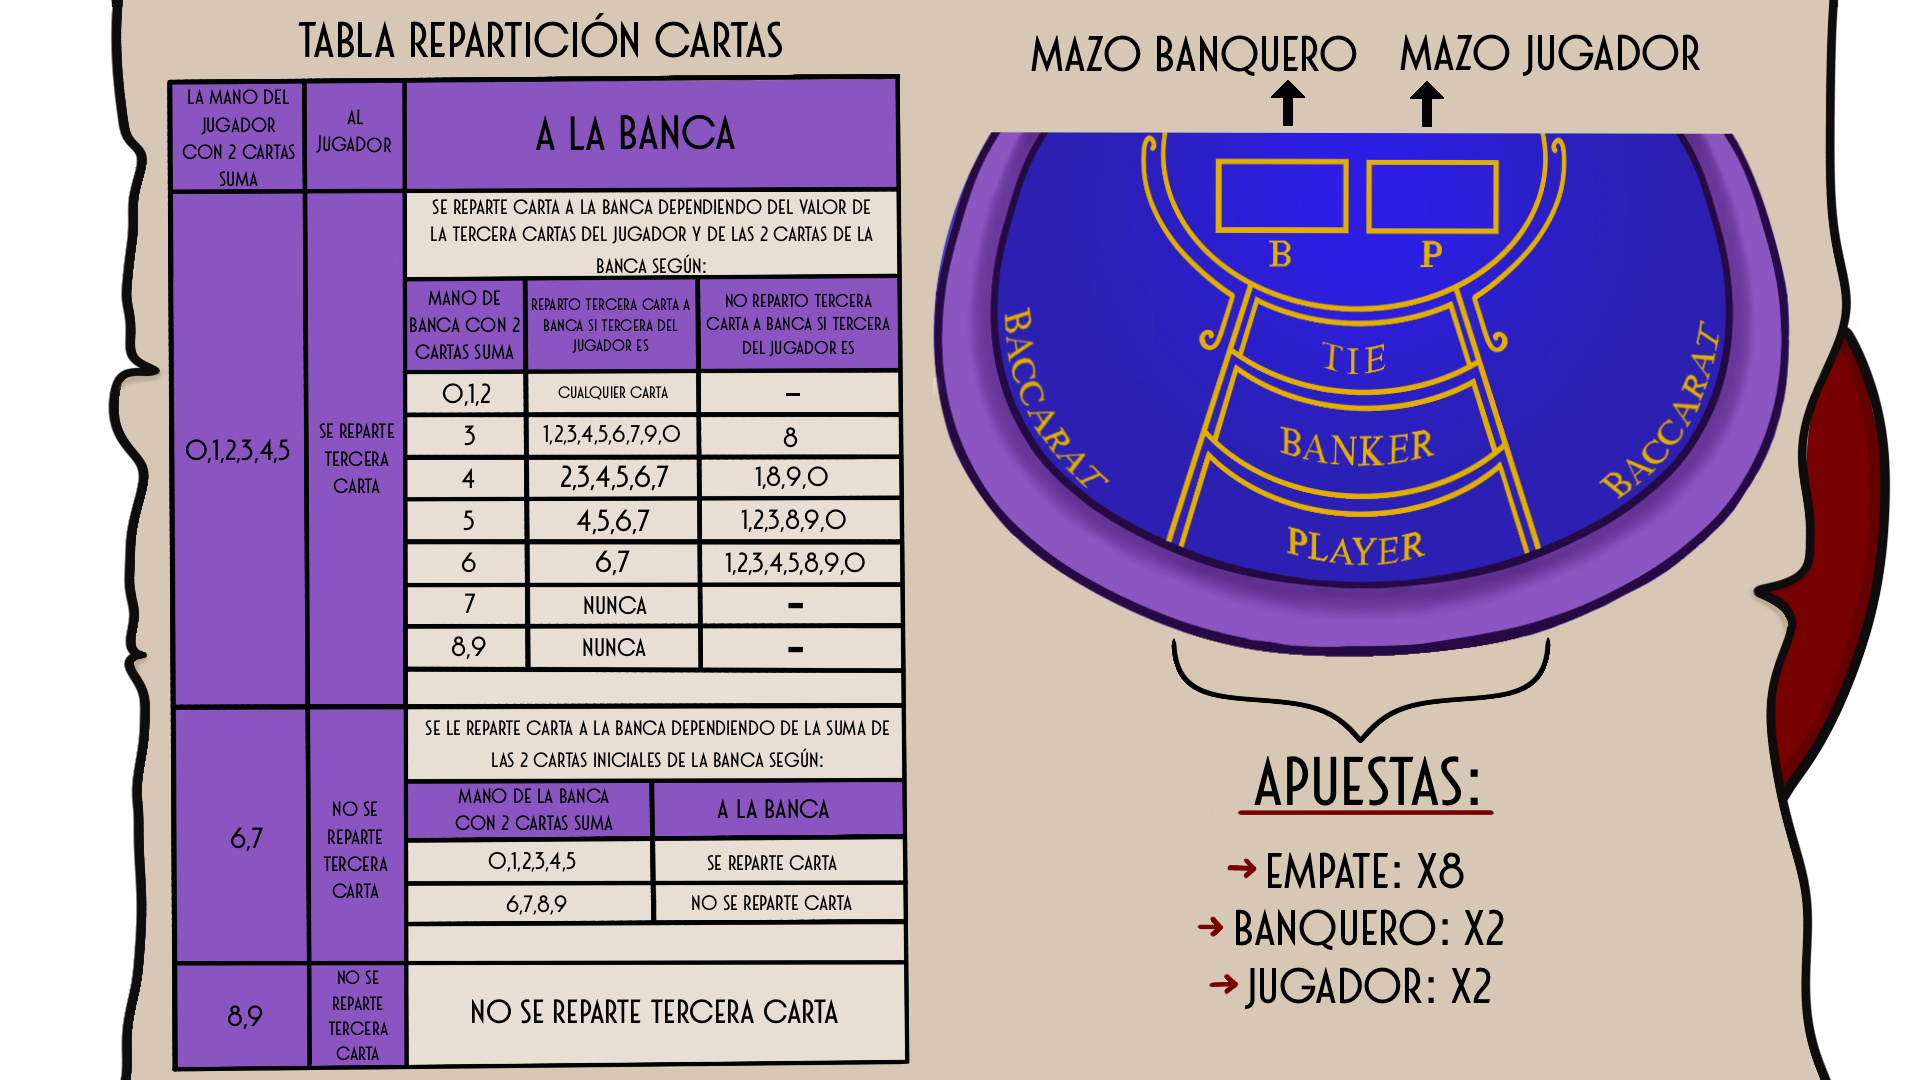 TABLA REPARTICIÓN CARTAS
LA MANO DEL
JUGADOR
CON 2 CARTAS
SUMA
AL
JUGADOR
A LA BANCA
0,1,2,3,4,5
SE REPARTE
TERCERA
CARTA
SE REPARTE CARTA A LA BANCA DEPENDIENDO DEL VALOR DE
LA TERCERA CARTAS DEL JUGADOR Y DE LAS 2 CARTAS DE LA
BANCA SEGÚN:
MANO DE
BANCA CON 2
CARTAS SUMA
REPARTO TERCERA CARTA A
BANCA SI TERCERA DEL
JUGADOR ES
NO REPARTO TERCERA
CARTA A BANCA SI TERCERA
DEL JUGADOR ES
0,1,2
CUALQUIER CARTA
–
3
1,2,3,4,5,6,7,9,0
8
4
2,3,4,5,6,7
1,8,9,0
5
4,5,6,7
1,2,3,8,9,0
6
6,7
1,2,3,4,5,8,9,0
7
NUNCA
-
8,9
NUNCA
-
6,7
NO SE
REPARTE
TERCERA
CARTA
SE LE REPARTE CARTA A LA BANCA DEPENDIENDO DE LA SUMA DE
LAS 2 CARTAS INICIALES DE LA BANCA SEGÚN:
MANO DE LA BANCA
CON 2 CARTAS SUMA
A LA BANCA
0,1,2,3,4,5
SE REPARTE CARTA
6,7,8,9
NO SE REPARTE CARTA
8,9
NO SE
REPARTE
TERCERA
CARTA
NO SE REPARTE TERCERA CARTA
MAZO BANQUERO
MAZO JUGADOR
B
P
TIE
BANKER
PLAYER
BACCARAT
BACCARAT
APUESTAS:
EMPATE: X8
BANQUERO: X2
JUGADOR: X2